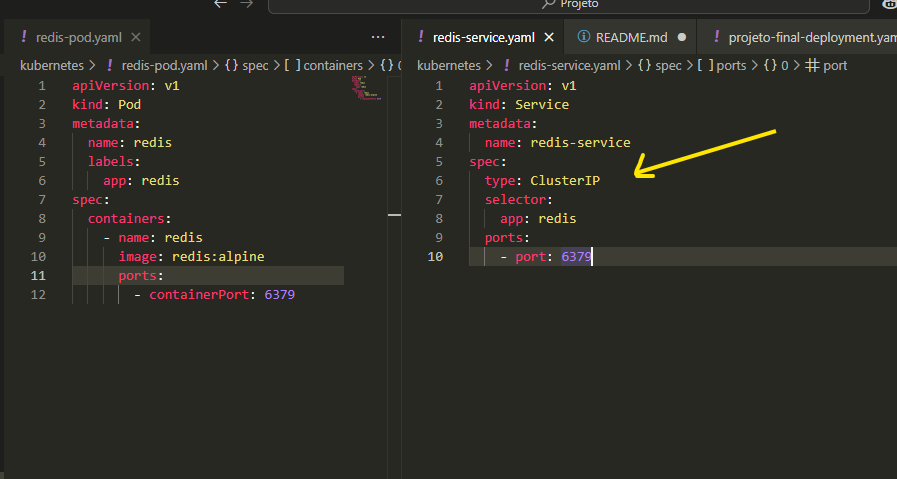 Projeto
redis-pod.yaml
kubernetes > redis-pod.yaml > {} spec > [ ] containers > {}
1 apiVersion: v1
2 kind: Pod
3 metadata:
4 name: redis
5 labels:
6 app: redis
7 spec:
8 containers:
9 - name: redis
10 image: redis:alpine
11 ports:
12 - containerPort: 6379
redis-service.yaml
README.md
projeto-final-deployment.yam
kubernetes > redis-service.yaml > {} spec > [ ] ports > {} 0 > port
1 apiVersion: v1
2 kind: Service
3 metadata:
4 name: redis-service
5 spec:
6 type: ClusterIP
7 selector:
8 app: redis
9 ports:
10 - port: 6379